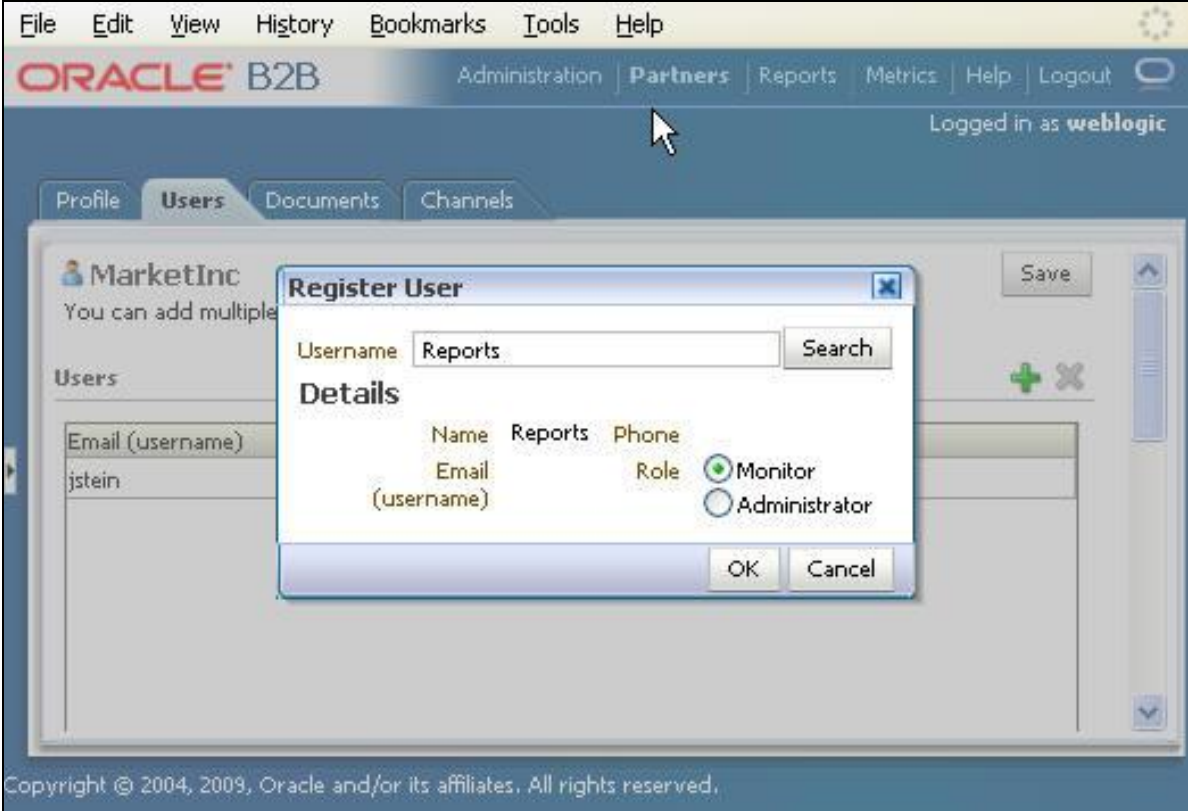 File Edit View History Bookmarks Tools Help
ORACLE B2B Administration Partners Reports Metrics Help Logout
Logged in as weblogic
Profile Users Documents Channels
MarketInc Save
You can add multiple
Register User
Username Reports Search
Users
Details
Email (username)
Name Reports Phone
jstein
Email (username) Role Monitor
Administrator
OK Cancel
Copyright © 2004, 2009, Oracle and/or its affiliates. All rights reserved.